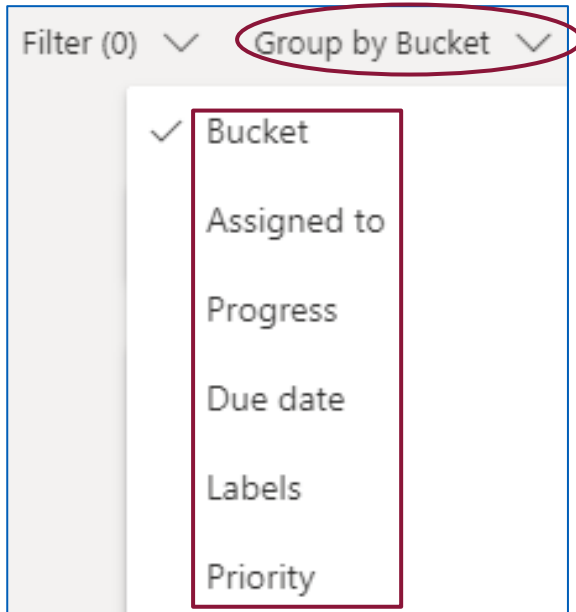 Filter (0) Group by Bucket
Bucket
Assigned to
Progress
Due date
Labels
Priority